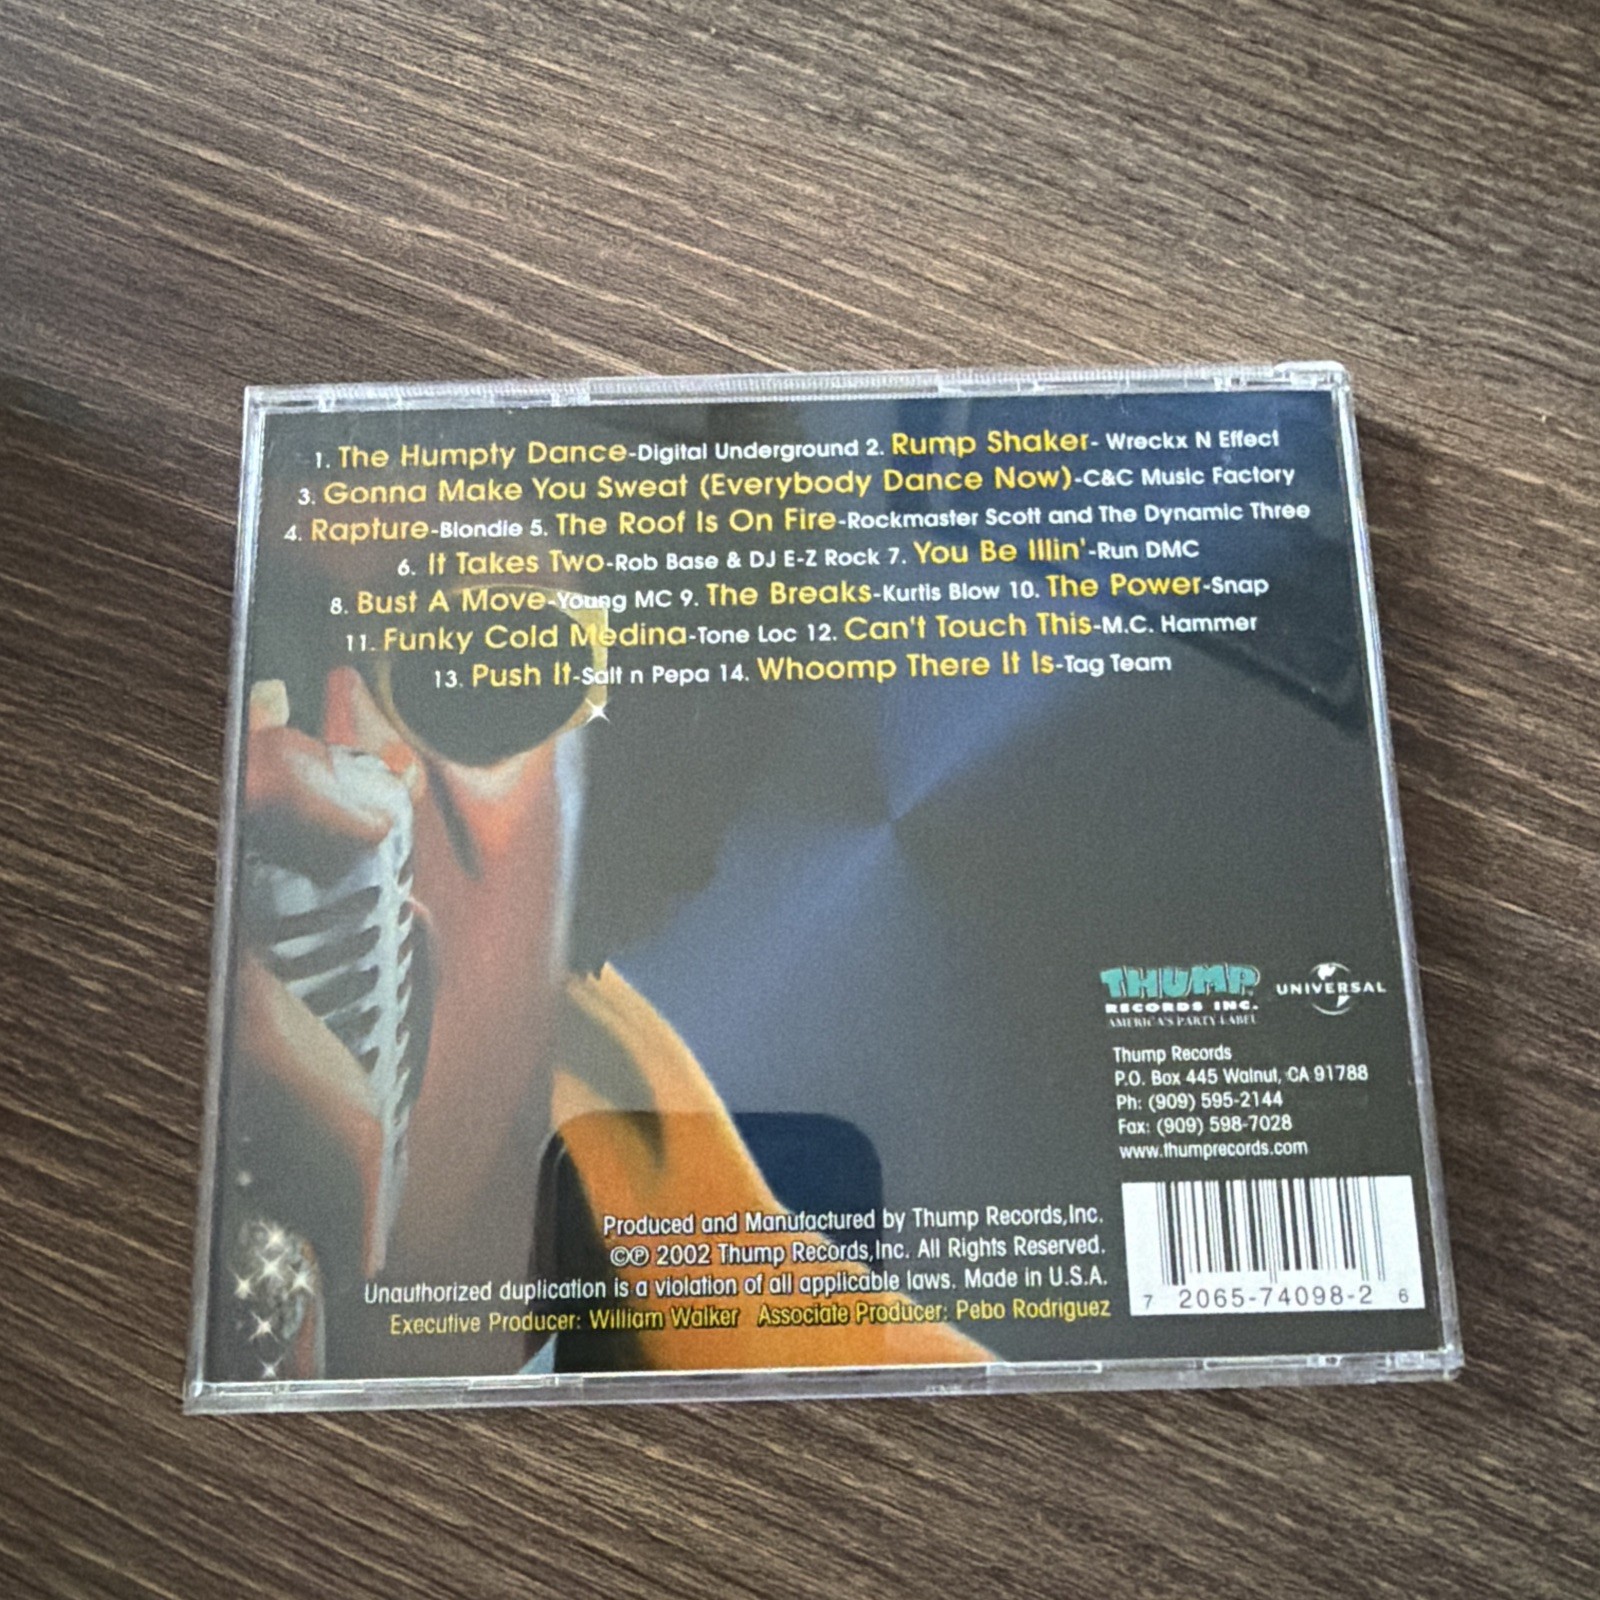 1. The Humpty Dance-Digital Underground 2. Rump Shaker- Wreckx N Effect
3. Gonna Make You Sweat (Everybody Dance Now)-C&C Music Factory
4. Rapture-Blondie 5. The Roof Is On Fire-Rockmaster Scott and The Dynamic Three
6. It Takes Two-Rob Base & DJ E-Z Rock 7. You Be Illin'-Run DMC
8. Bust A Move-Young MC 9. The Breaks-Kurtis Blow 10. The Power-Snap
11. Funky Cold Medina-Tone Loc 12. Can't Touch This-M.C. Hammer
13. Push It-Salt n Pepa 14. Whoomp There It Is-Tag Team
THUMP
RECORDS INC.
AMERICA'S PARTY LABEL
UNIVERSAL
Thump Records
P.O. Box 445 Walnut, CA 91788
Ph: (909) 595-2144
Fax: (909) 598-7028
www.thumprecords.com
Produced and Manufactured by Thump Records,Inc.
©℗ 2002 Thump Records,Inc. All Rights Reserved.
Unauthorized duplication is a violation of all applicable laws. Made in U.S.A.
Executive Producer: William Walker Associate Producer: Pebo Rodriguez
7 2065-74098-2 6